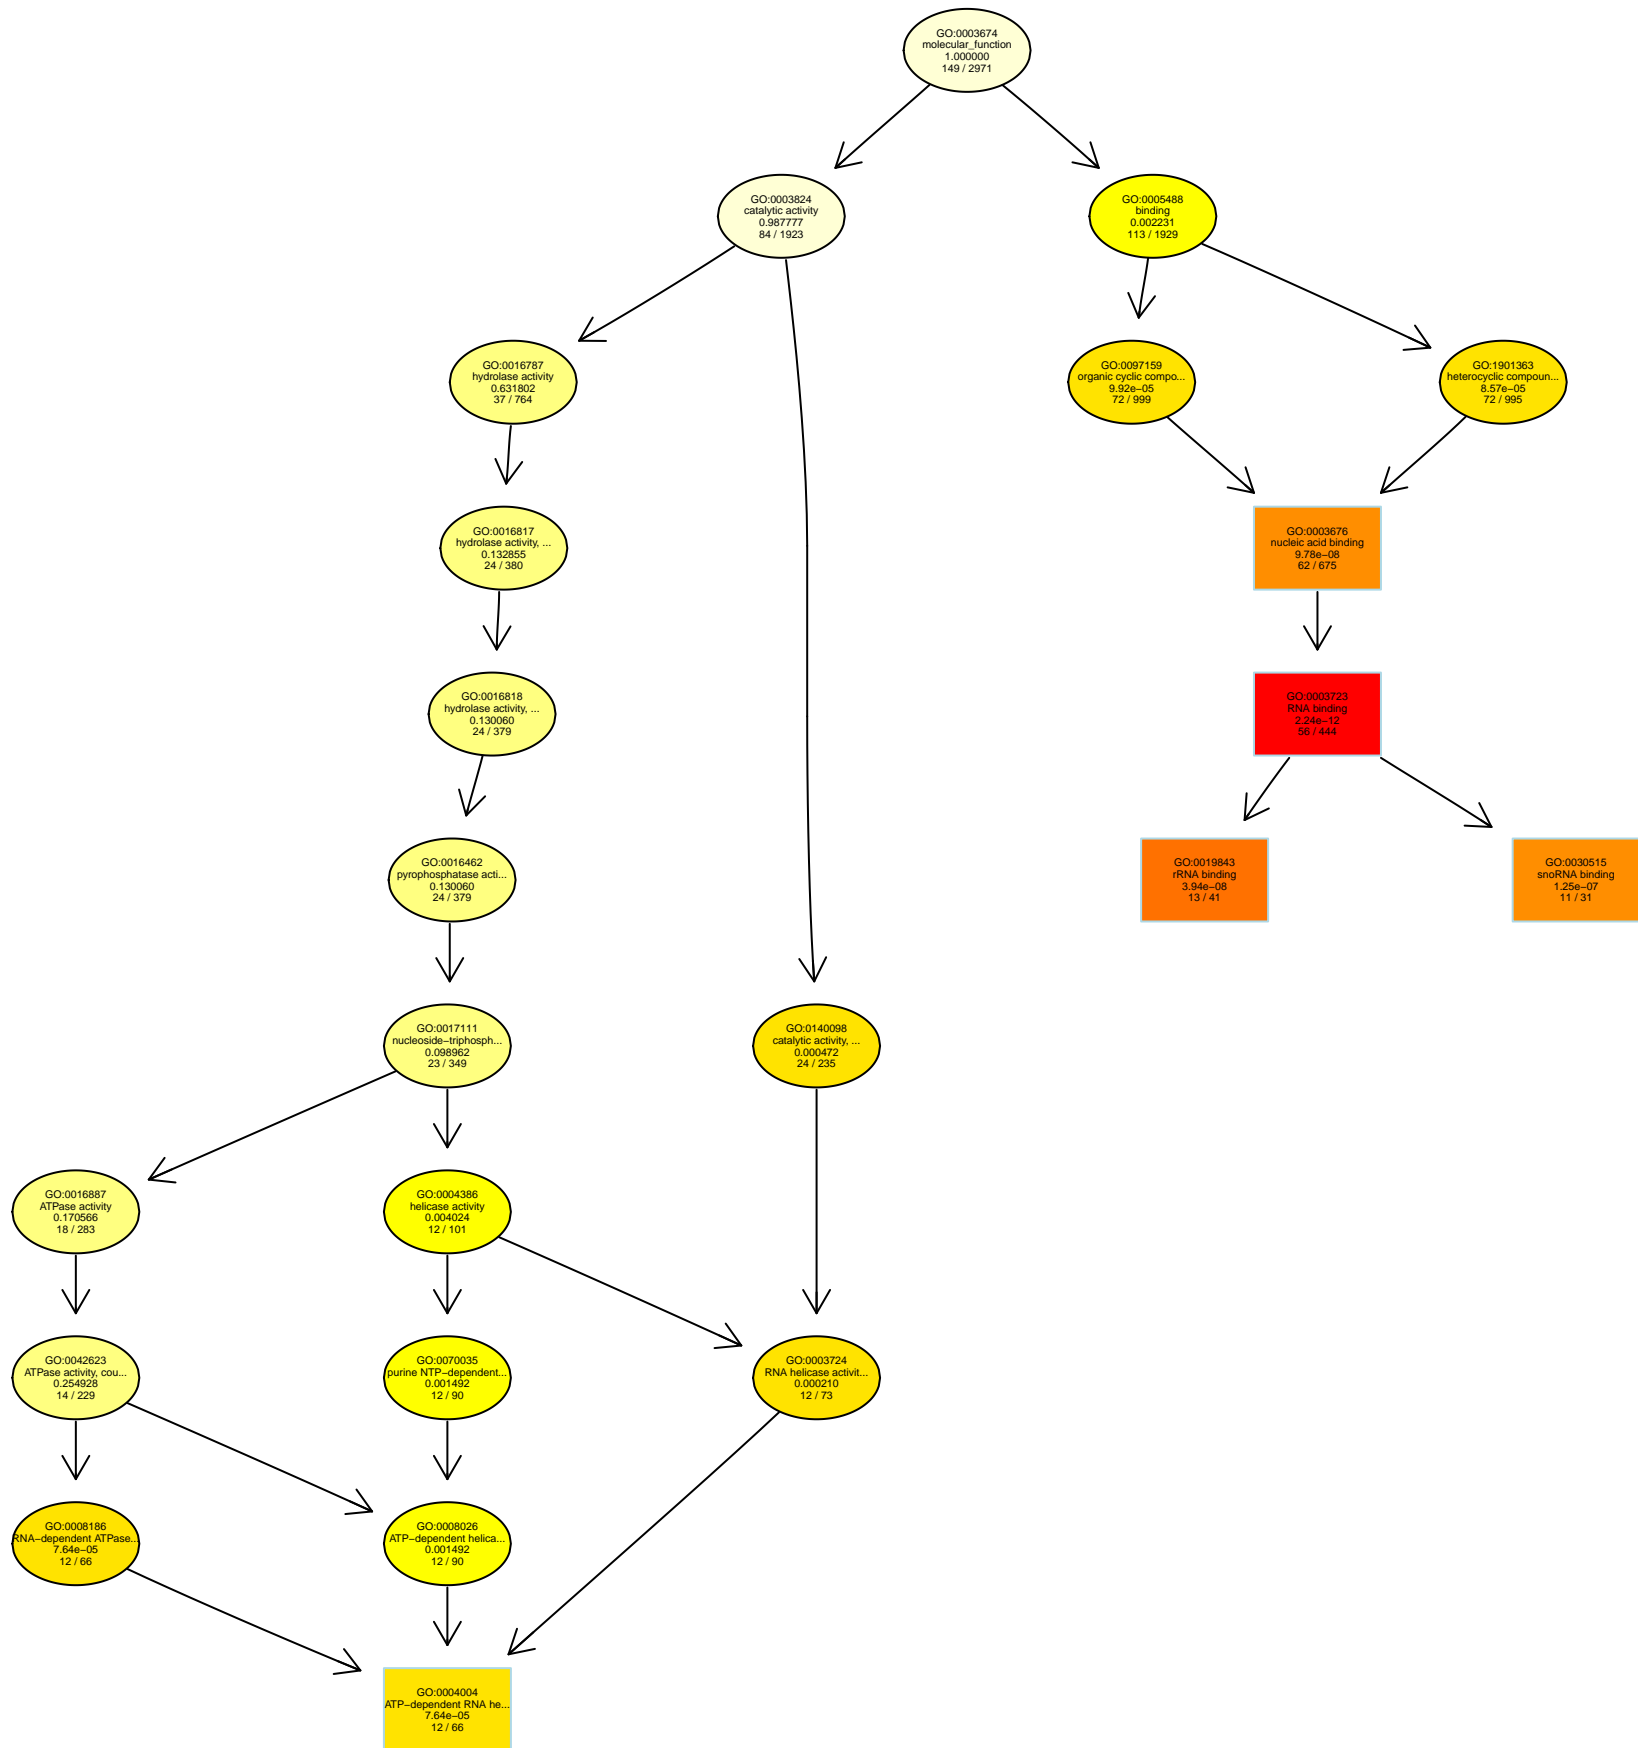 GO:0003674
molecular_function
1.000000
149 / 2971
GO:0003824
catalytic activity
0.987777
84 / 1923
GO:0005488
binding
0.002231
113 / 1929
GO:0016787
hydrolase activity
0.631802
37 / 764
GO:0097159
organic cyclic compo...
9.92e−05
72 / 999
GO:1901363
heterocyclic compoun...
8.57e−05
72 / 995
GO:0016817
hydrolase activity, ...
0.132855
24 / 380
GO:0003676
nucleic acid binding
9.78e−08
62 / 675
GO:0016818
hydrolase activity, ...
0.130060
24 / 379
GO:0003723
RNA binding
2.24e−12
56 / 444
GO:0016462
pyrophosphatase acti...
0.130060
24 / 379
GO:0019843
rRNA binding
3.94e−08
13 / 41
GO:0030515
snoRNA binding
1.25e−07
11 / 31
GO:0017111
nucleoside−triphosph...
0.098962
23 / 349
GO:0140098
catalytic activity, ...
0.000472
24 / 235
GO:0016887
ATPase activity
0.170566
18 / 283
GO:0004386
helicase activity
0.004024
12 / 101
GO:0042623
ATPase activity, cou...
0.254928
14 / 229
GO:0070035
purine NTP−dependent...
0.001492
12 / 90
GO:0003724
RNA helicase activit...
0.000210
12 / 73
GO:0008186
RNA−dependent ATPase...
7.64e−05
12 / 66
GO:0008026
ATP−dependent helica...
0.001492
12 / 90
GO:0004004
ATP−dependent RNA he...
7.64e−05
12 / 66